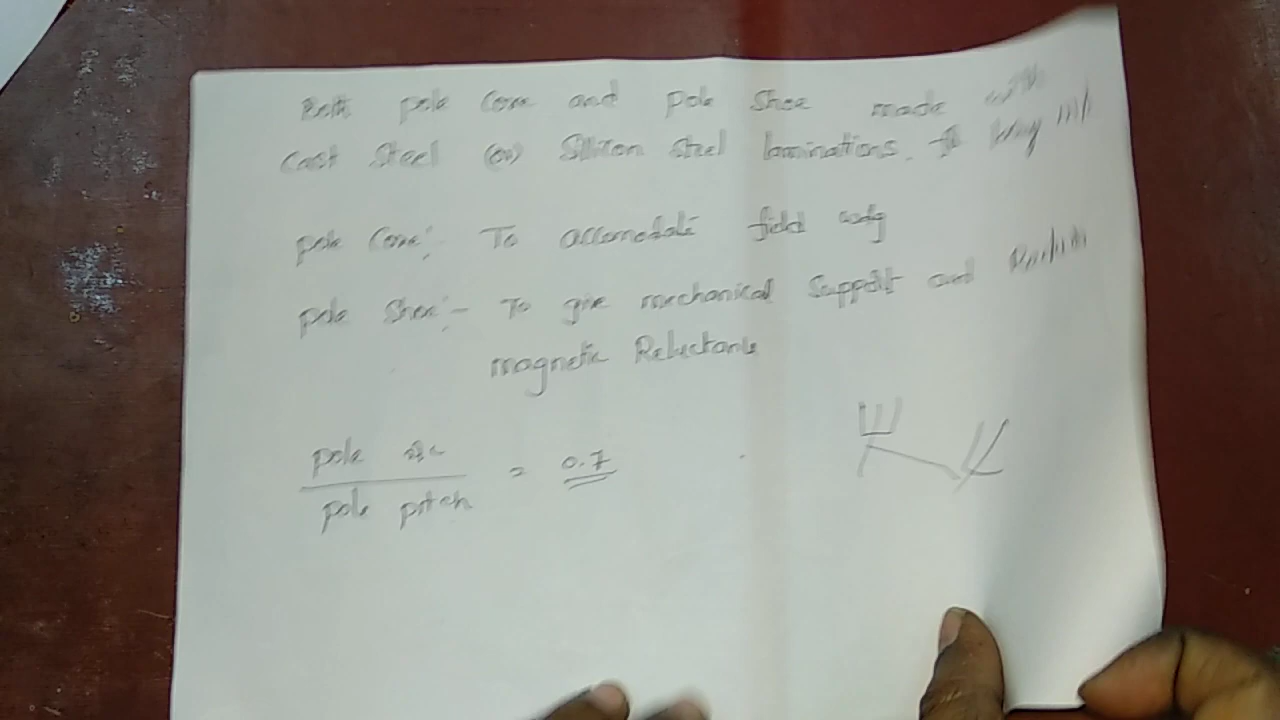 Both pole Core and pole Shoe made with
Cast Steel (or) Silicon Steel laminations.
pole Core:- To accomodate field wdg
pole Shoe:- To give mechanical Support and
magnetic Reluctance
pole arc
pole pitch = 0.7